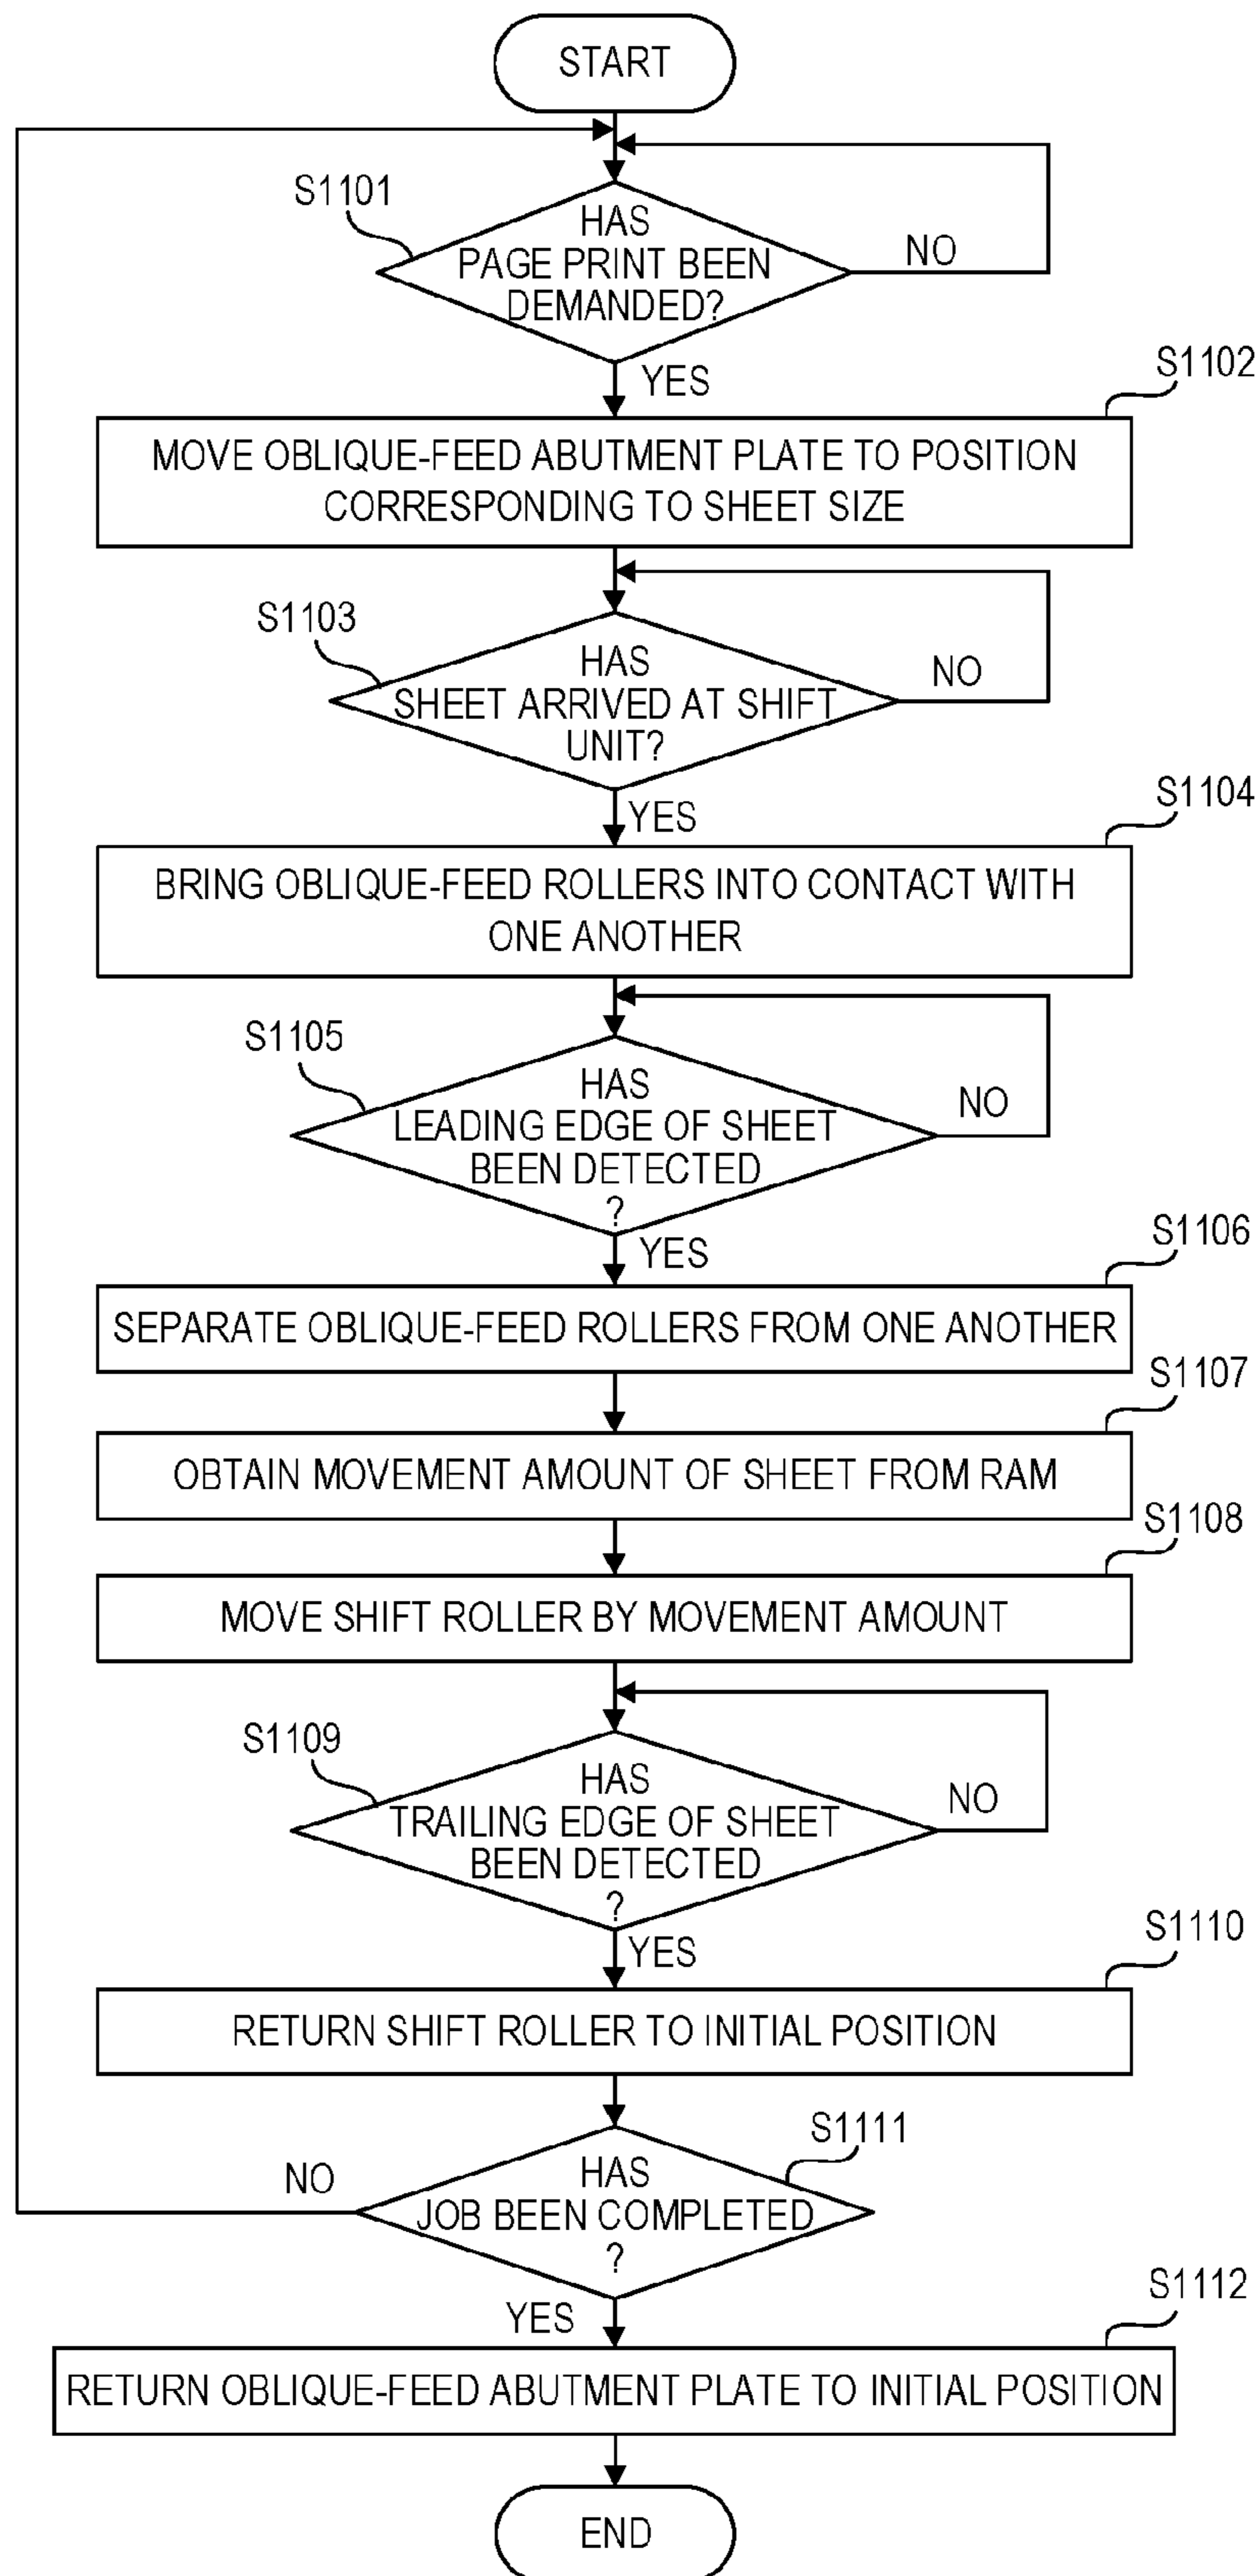 START
S1101
HAS
PAGE PRINT BEEN
DEMANDED?
NO
YES
S1102
MOVE OBLIQUE-FEED ABUTMENT PLATE TO POSITION
CORRESPONDING TO SHEET SIZE
S1103
HAS
SHEET ARRIVED AT SHIFT
UNIT?
NO
YES
S1104
BRING OBLIQUE-FEED ROLLERS INTO CONTACT WITH
ONE ANOTHER
S1105
HAS
LEADING EDGE OF SHEET
BEEN DETECTED
?
NO
YES
S1106
SEPARATE OBLIQUE-FEED ROLLERS FROM ONE ANOTHER
S1107
OBTAIN MOVEMENT AMOUNT OF SHEET FROM RAM
S1108
MOVE SHIFT ROLLER BY MOVEMENT AMOUNT
S1109
HAS
TRAILING EDGE OF SHEET
BEEN DETECTED
?
NO
YES
S1110
RETURN SHIFT ROLLER TO INITIAL POSITION
S1111
HAS
JOB BEEN COMPLETED
?
NO
YES
S1112
RETURN OBLIQUE-FEED ABUTMENT PLATE TO INITIAL POSITION
END